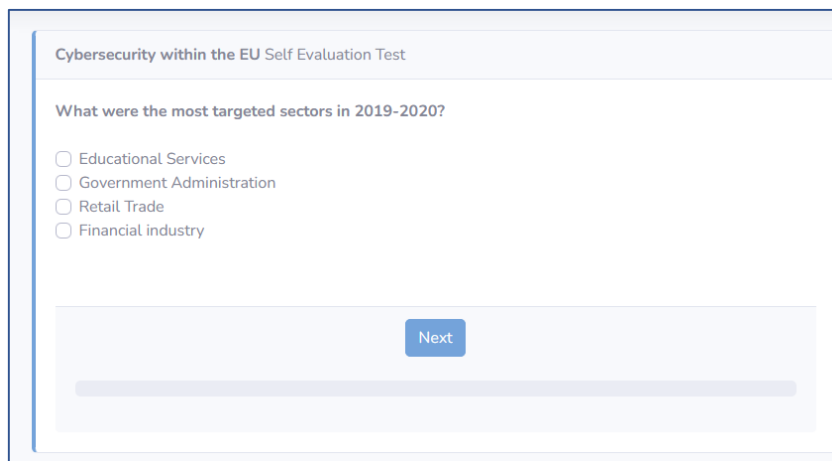 Cybersecurity within the EU Self Evaluation Test
What were the most targeted sectors in 2019-2020?
Educational Services
Government Administration
Retail Trade
Financial industry
Next